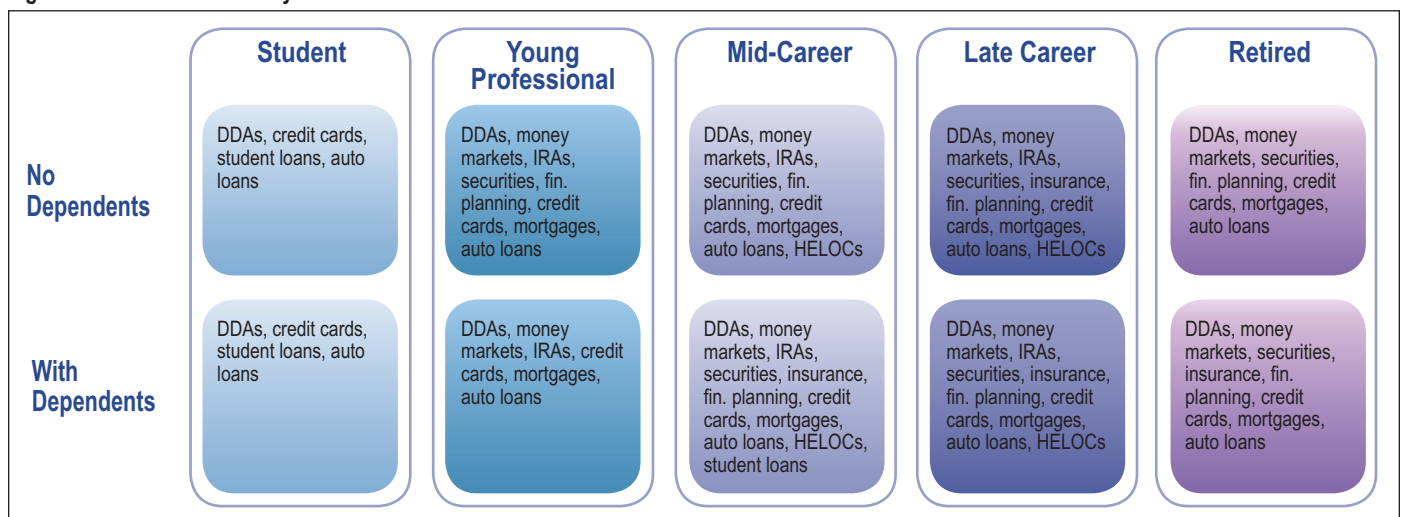 Student
Young
Professional
Mid-Career
Late Career
Retired
No
Dependents
DDAs, credit cards,
student loans, auto
loans
DDAs, money
markets, IRAs,
securities, fin.
planning, credit
cards, mortgages,
auto loans
DDAs, money
markets, IRAs,
securities, fin.
planning, credit
cards, mortgages,
auto loans, HELOCs
DDAs, money
markets, IRAs,
securities, insurance,
fin. planning, credit
cards, mortgages,
auto loans, HELOCs
DDAs, money
markets, securities,
fin. planning, credit
cards, mortgages,
auto loans
With
Dependents
DDAs, credit cards,
student loans, auto
loans
DDAs, money
markets, IRAs, credit
cards, mortgages,
auto loans
DDAs, money
markets, IRAs,
securities, insurance,
fin. planning, credit
cards, mortgages,
auto loans, HELOCs,
student loans
DDAs, money
markets, IRAs,
securities, insurance,
fin. planning, credit
cards, mortgages,
auto loans, HELOCs
DDAs, money
markets, securities,
insurance, fin.
planning, credit
cards, mortgages,
auto loans